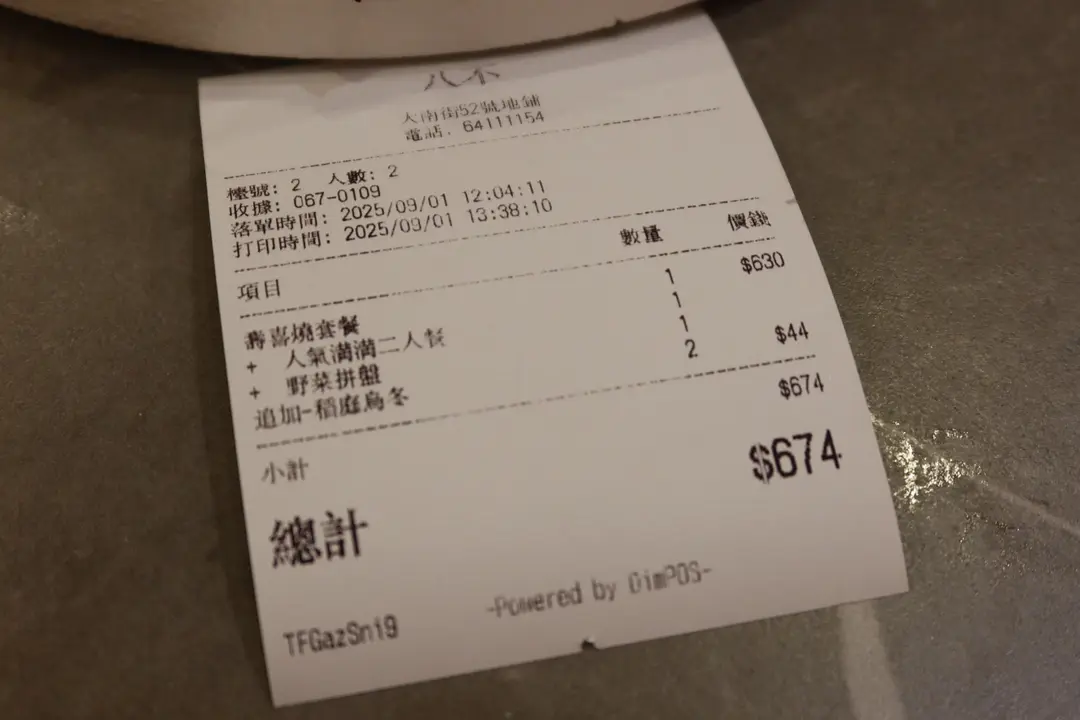 八不
大南街52號地舖
電話. 64111154
檯號: 2 人數: 2
收據: 067-0109
落單時間: 2025/09/01 12:04:11
打印時間: 2025/09/01 13:38:10
項目 數量 價錢
壽喜燒套餐 1 $630
+ 人氣滿滿二人餐 1
+ 野菜拼盤 1
追加-稻庭烏冬 2 $44
小計 $674
總計 $674
-Powered by DimPOS-
TFGazSni9